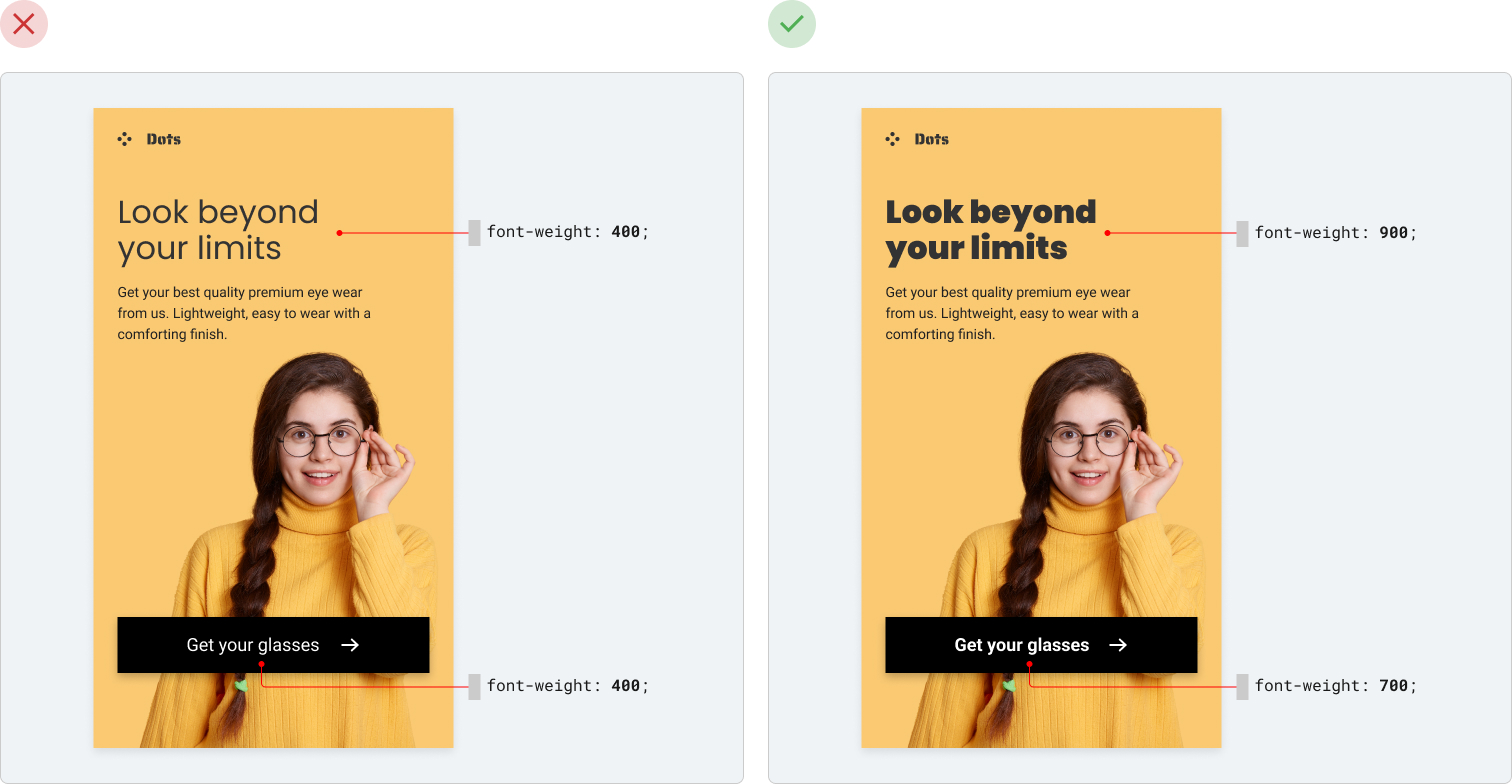 Dots
Look beyond
your limits
font-weight: 400;
Get your best quality premium eye wear
from us. Lightweight, easy to wear with a
comforting finish.
Get your glasses
font-weight: 400;
Dots
Look beyond
your limits
font-weight: 900;
Get your best quality premium eye wear
from us. Lightweight, easy to wear with a
comforting finish.
Get your glasses
font-weight: 700;